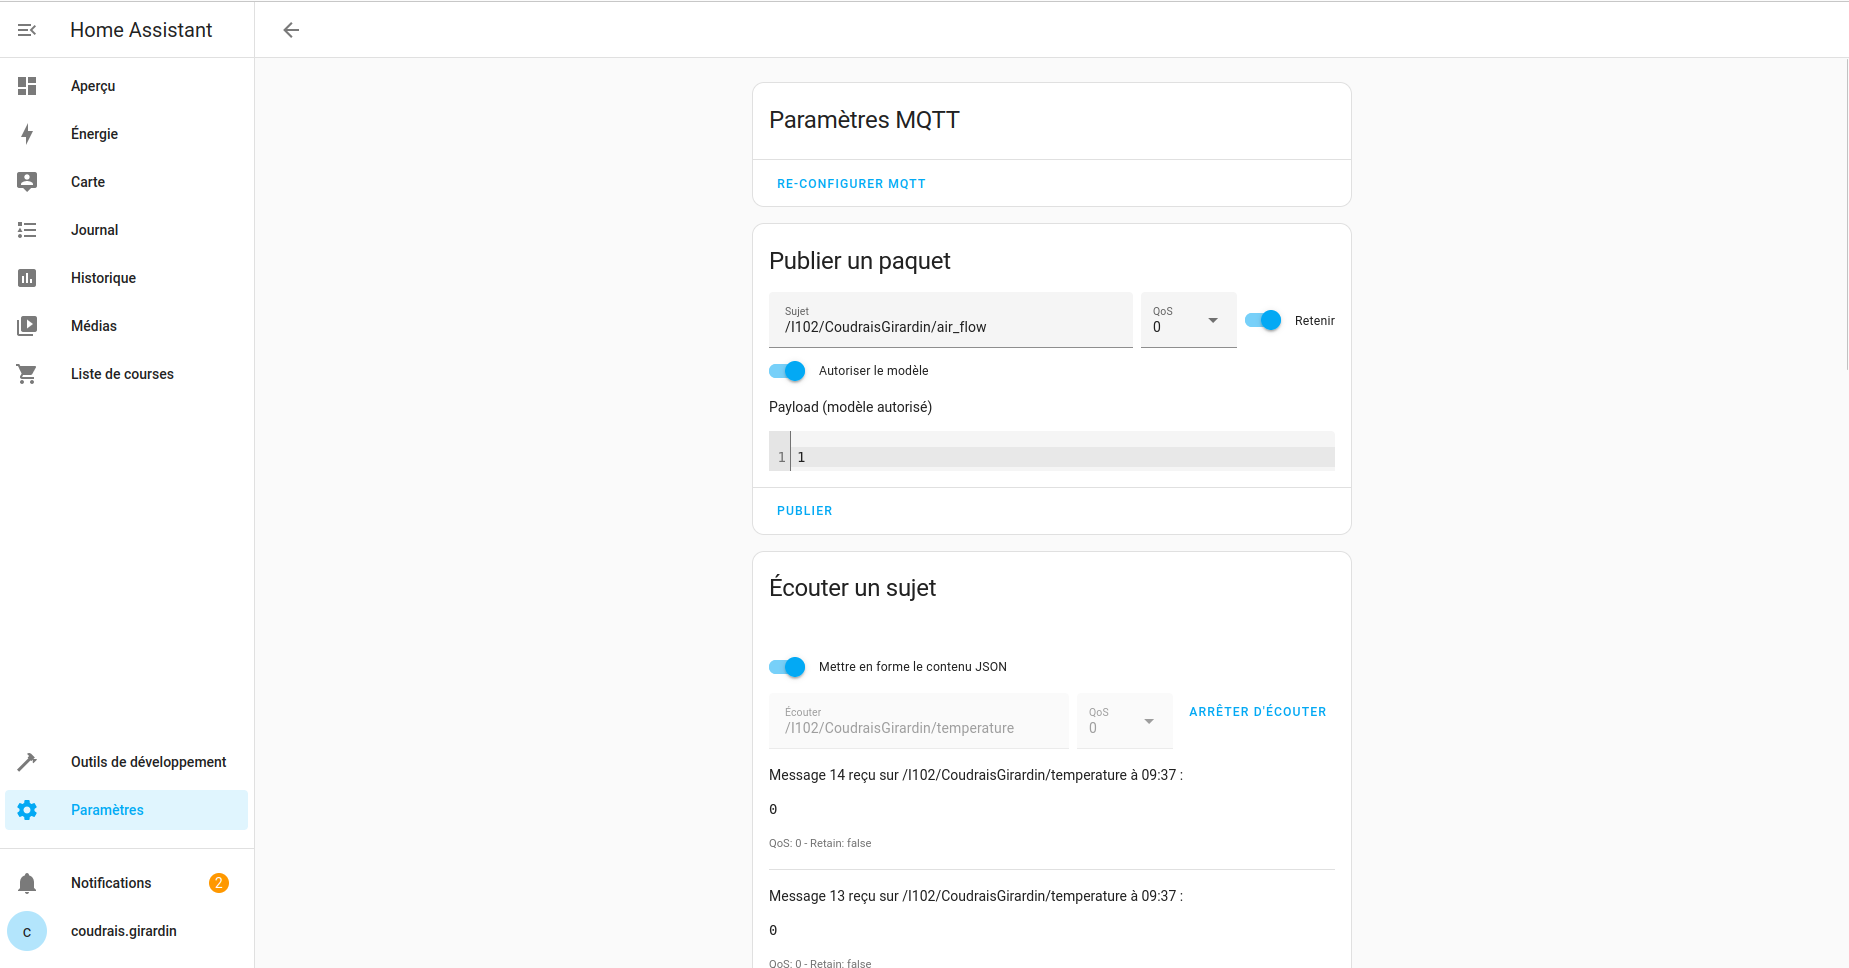 Home Assistant
Aperçu
Énergie
Carte
Journal
Historique
Médias
Liste de courses
Outils de développement
Paramètres
Notifications
2
c
coudrais.girardin
Paramètres MQTT
RE-CONFIGURER MQTT
Publier un paquet
Sujet
/I102/CoudraisGirardin/air_flow
QoS
0
Retenir
Autoriser le modèle
Payload (modèle autorisé)
1 1
PUBLIER
Écouter un sujet
Mettre en forme le contenu JSON
Écouter
/I102/CoudraisGirardin/temperature
QoS
0
ARRÊTER D'ÉCOUTER
Message 14 reçu sur /I102/CoudraisGirardin/temperature à 09:37 :
0
QoS: 0 - Retain: false
Message 13 reçu sur /I102/CoudraisGirardin/temperature à 09:37 :
0
QoS: 0 - Retain: false